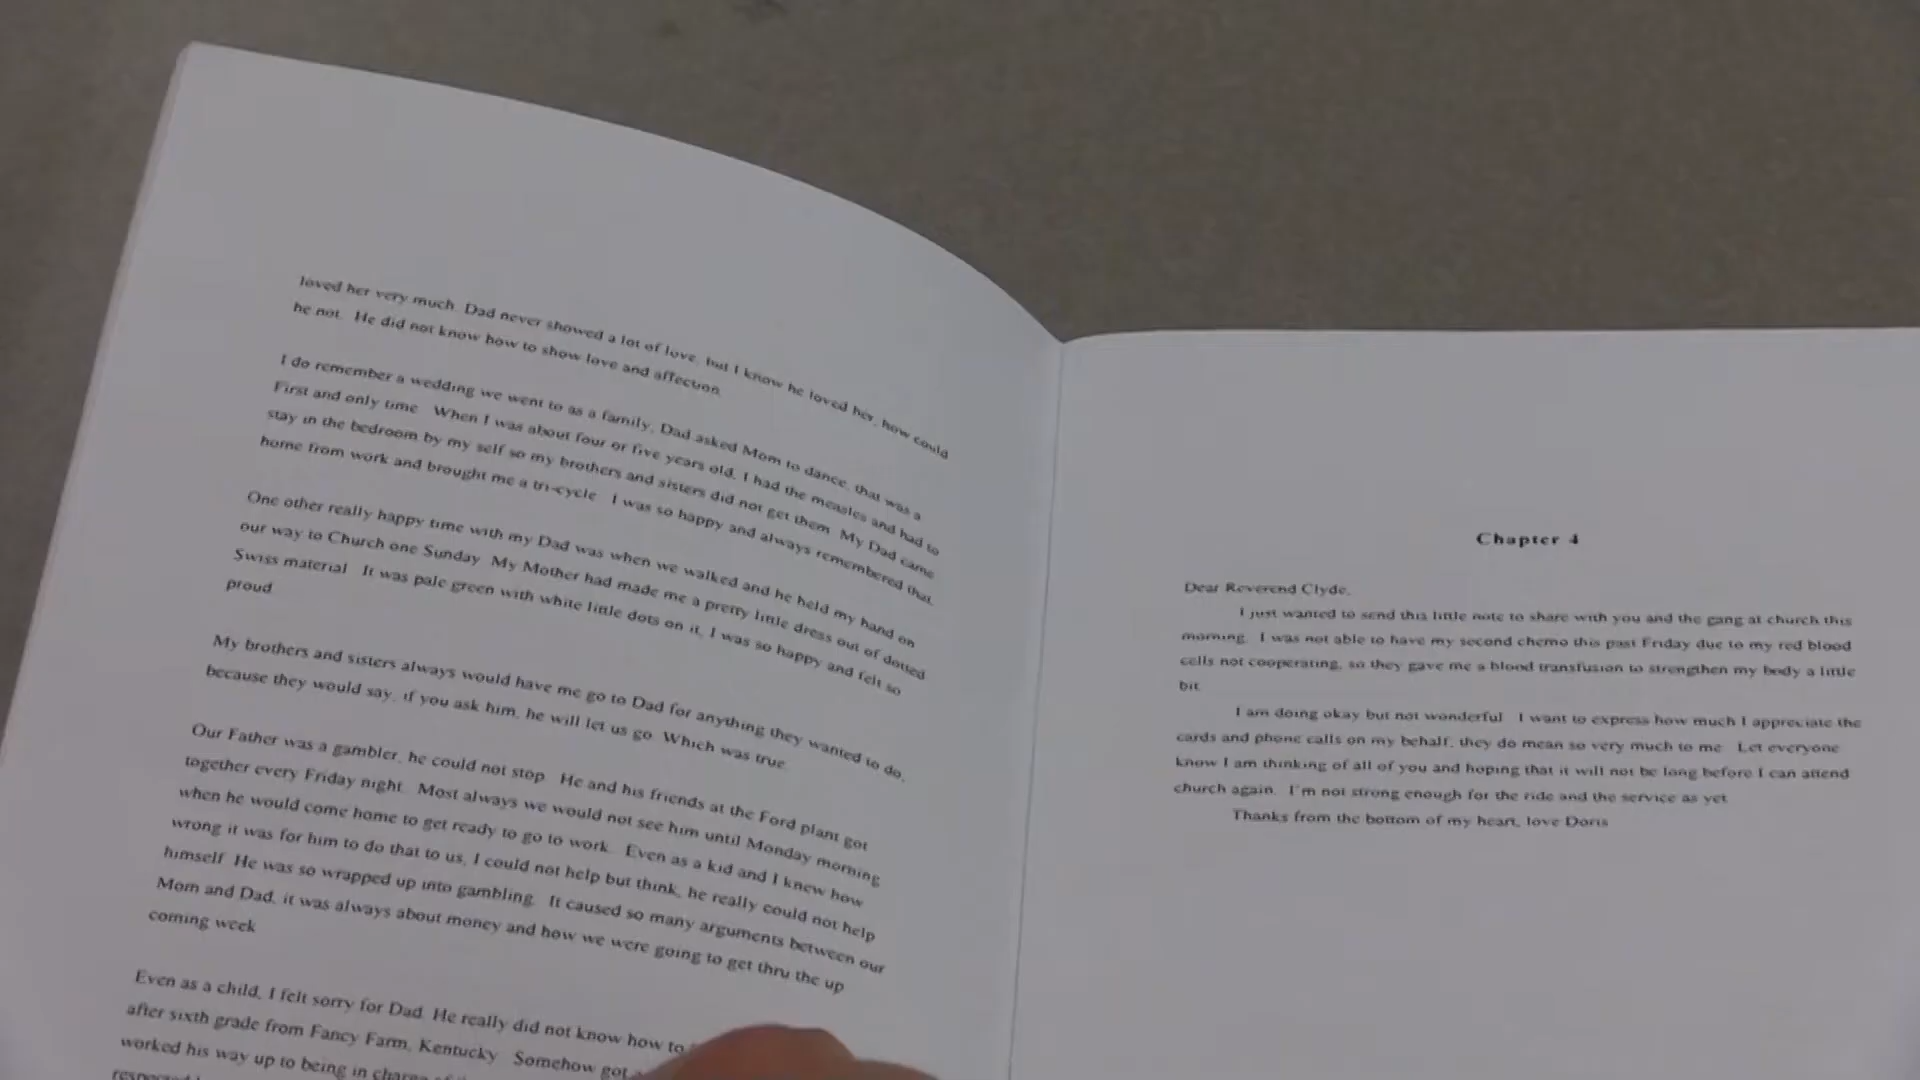 loved her very much. Dad never showed a lot of love, but I know he loved her, how could
he not. He did not know how to show love and affection.
I do remember a wedding we went to as a family, Dad asked Mom to dance, that was a
First and only time. When I was about four or five years old, I had the measles and had to
stay in the bedroom by my self so my brothers and sisters did not get them. My Dad came
home from work and brought me a tri-cycle. I was so happy and always remembered that.
One other really happy time with my Dad was when we walked and he held my hand on
our way to Church one Sunday. My Mother had made me a pretty little dress out of dotted
Swiss material. It was pale green with white little dots on it, I was so happy and felt so
proud.
My brothers and sisters always would have me go to Dad for anything they wanted to do,
because they would say, if you ask him, he will let us go. Which was true.
Our Father was a gambler, he could not stop. He and his friends at the Ford plant got
together every Friday night. Most always we would not see him until Monday morning
when he would come home to get ready to go to work. Even as a kid and I knew how
wrong it was for him to do that to us, I could not help but think, he really could not help
himself. He was so wrapped up into gambling. It caused so many arguments between our
Mom and Dad, it was always about money and how we were going to get thru the up
coming week.
Even as a child, I felt sorry for Dad. He really did not know how to
after sixth grade from Fancy Farm, Kentucky. Somehow got
worked his way up to being in charge of
Chapter 4
Dear Reverend Clyde,
I just wanted to send this little note to share with you and the gang at church this
morning. I was not able to have my second chemo this past Friday due to my red blood
cells not cooperating, so they gave me a blood transfusion to strengthen my body a little
bit.
I am doing okay but not wonderful. I want to express how much I appreciate the
cards and phone calls on my behalf, they do mean so very much to me. Let everyone
know I am thinking of all of you and hoping that it will not be long before I can attend
church again. I'm not strong enough for the ride and the service as yet.
Thanks from the bottom of my heart, love Doris